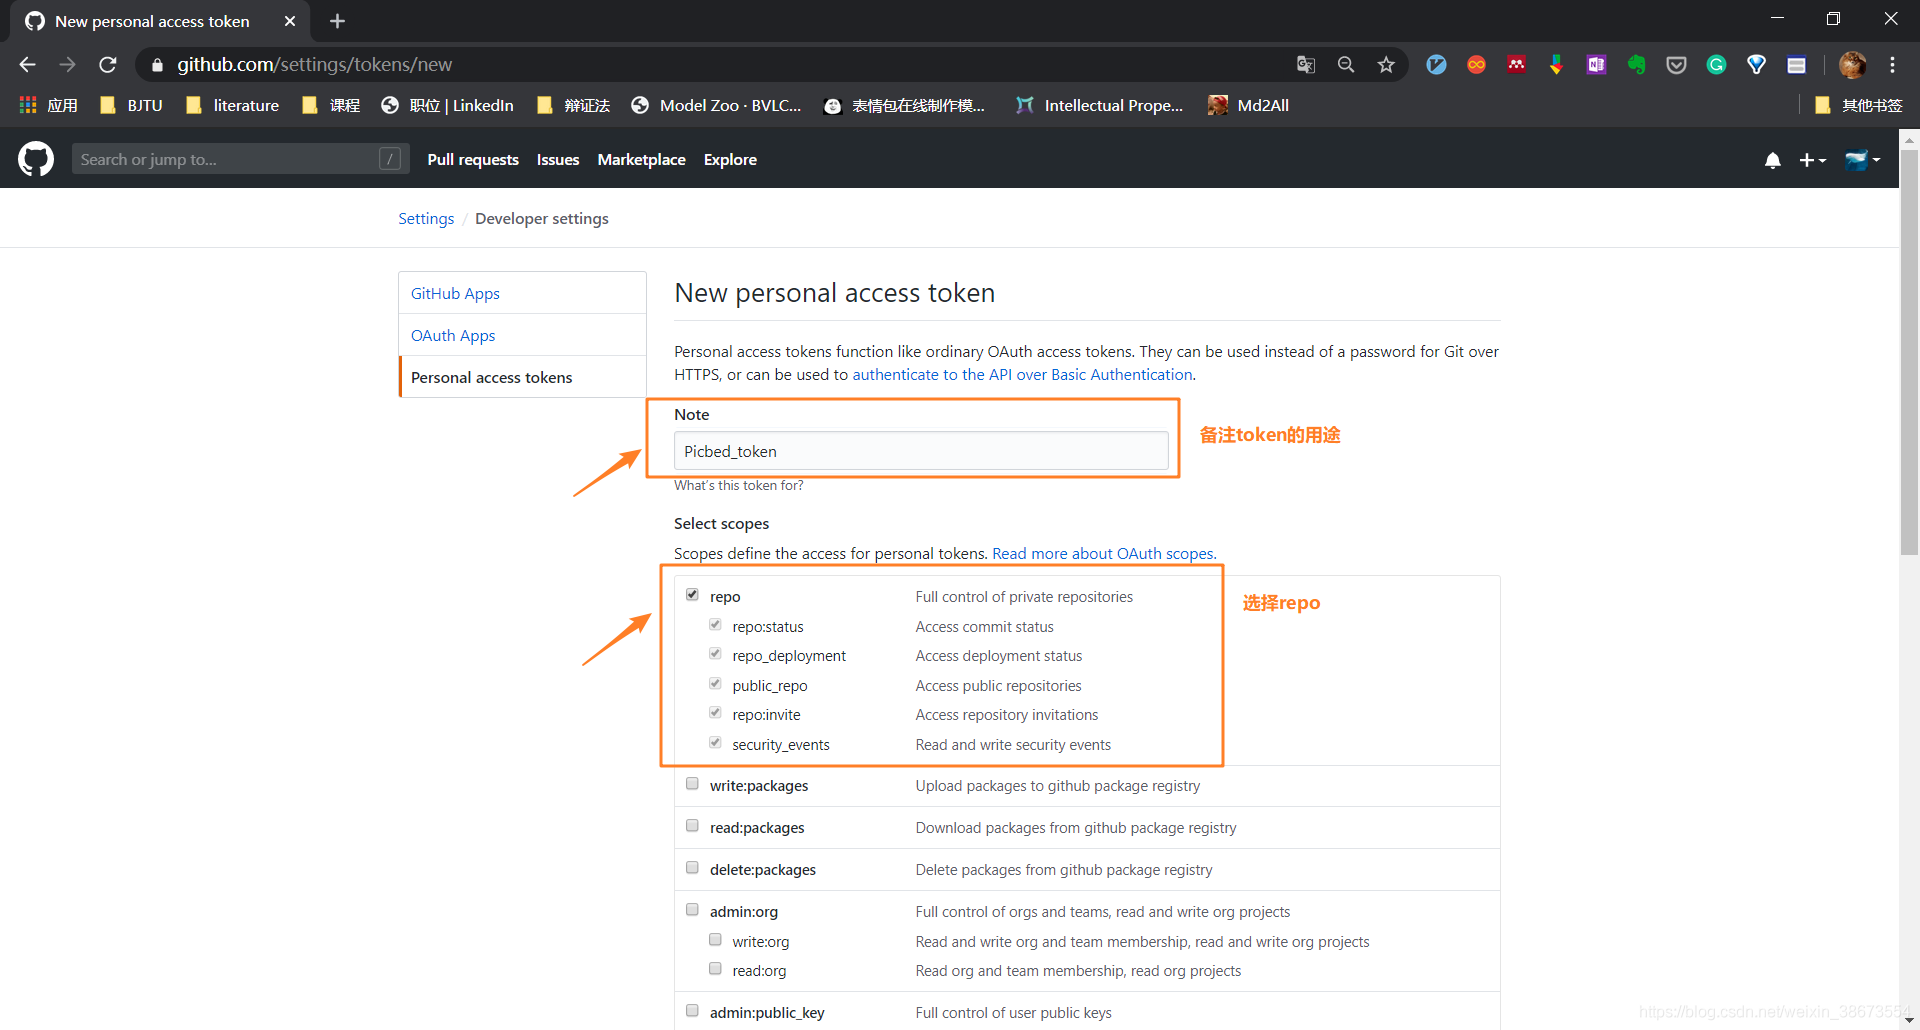 New personal access token
github.com/settings/tokens/new
应用 BJTU literature 课程 职位 | LinkedIn 辩证法 Model Zoo · BVLC... 表情包在线制作模... Intellectual Prope... Md2All 其他书签
Search or jump to... / Pull requests Issues Marketplace Explore
Settings / Developer settings
GitHub Apps
OAuth Apps
Personal access tokens
New personal access token
Personal access tokens function like ordinary OAuth access tokens. They can be used instead of a password for Git over
HTTPS, or can be used to authenticate to the API over Basic Authentication.
Note
备注token的用途
Picbed_token
What's this token for?
Select scopes
Scopes define the access for personal tokens. Read more about OAuth scopes.
repo Full control of private repositories
选择repo
repo:status Access commit status
repo_deployment Access deployment status
public_repo Access public repositories
repo:invite Access repository invitations
security_events Read and write security events
write:packages Upload packages to github package registry
read:packages Download packages from github package registry
delete:packages Delete packages from github package registry
admin:org Full control of orgs and teams, read and write org projects
write:org Read and write org and team membership, read and write org projects
read:org Read org and team membership, read org projects
admin:public_key Full control of user public keys
https://blog.csdn.net/weixin_38673554